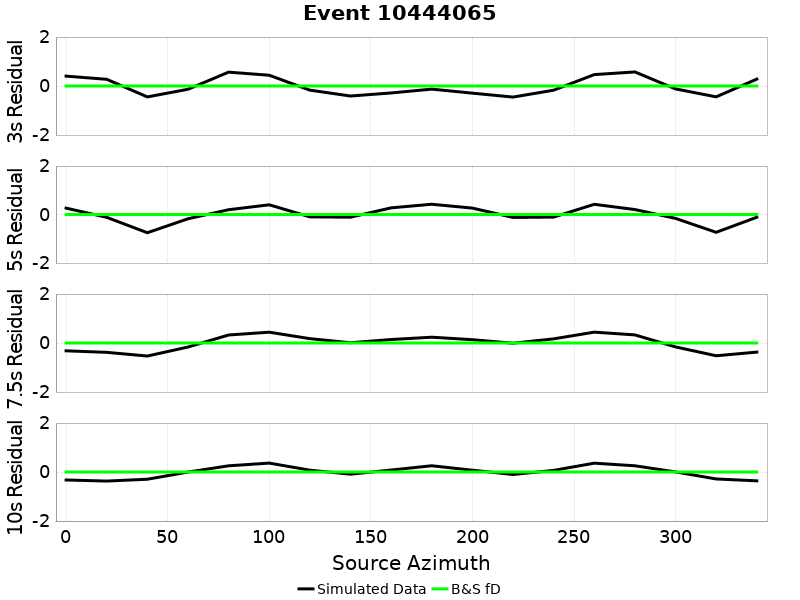 Event 10444065
3s Residual
2
0
-2
5s Residual
2
0
-2
7.5s Residual
2
0
-2
10s Residual
2
0
-2
0 50 100 150 200 250 300
Source Azimuth
Simulated Data B&S fD